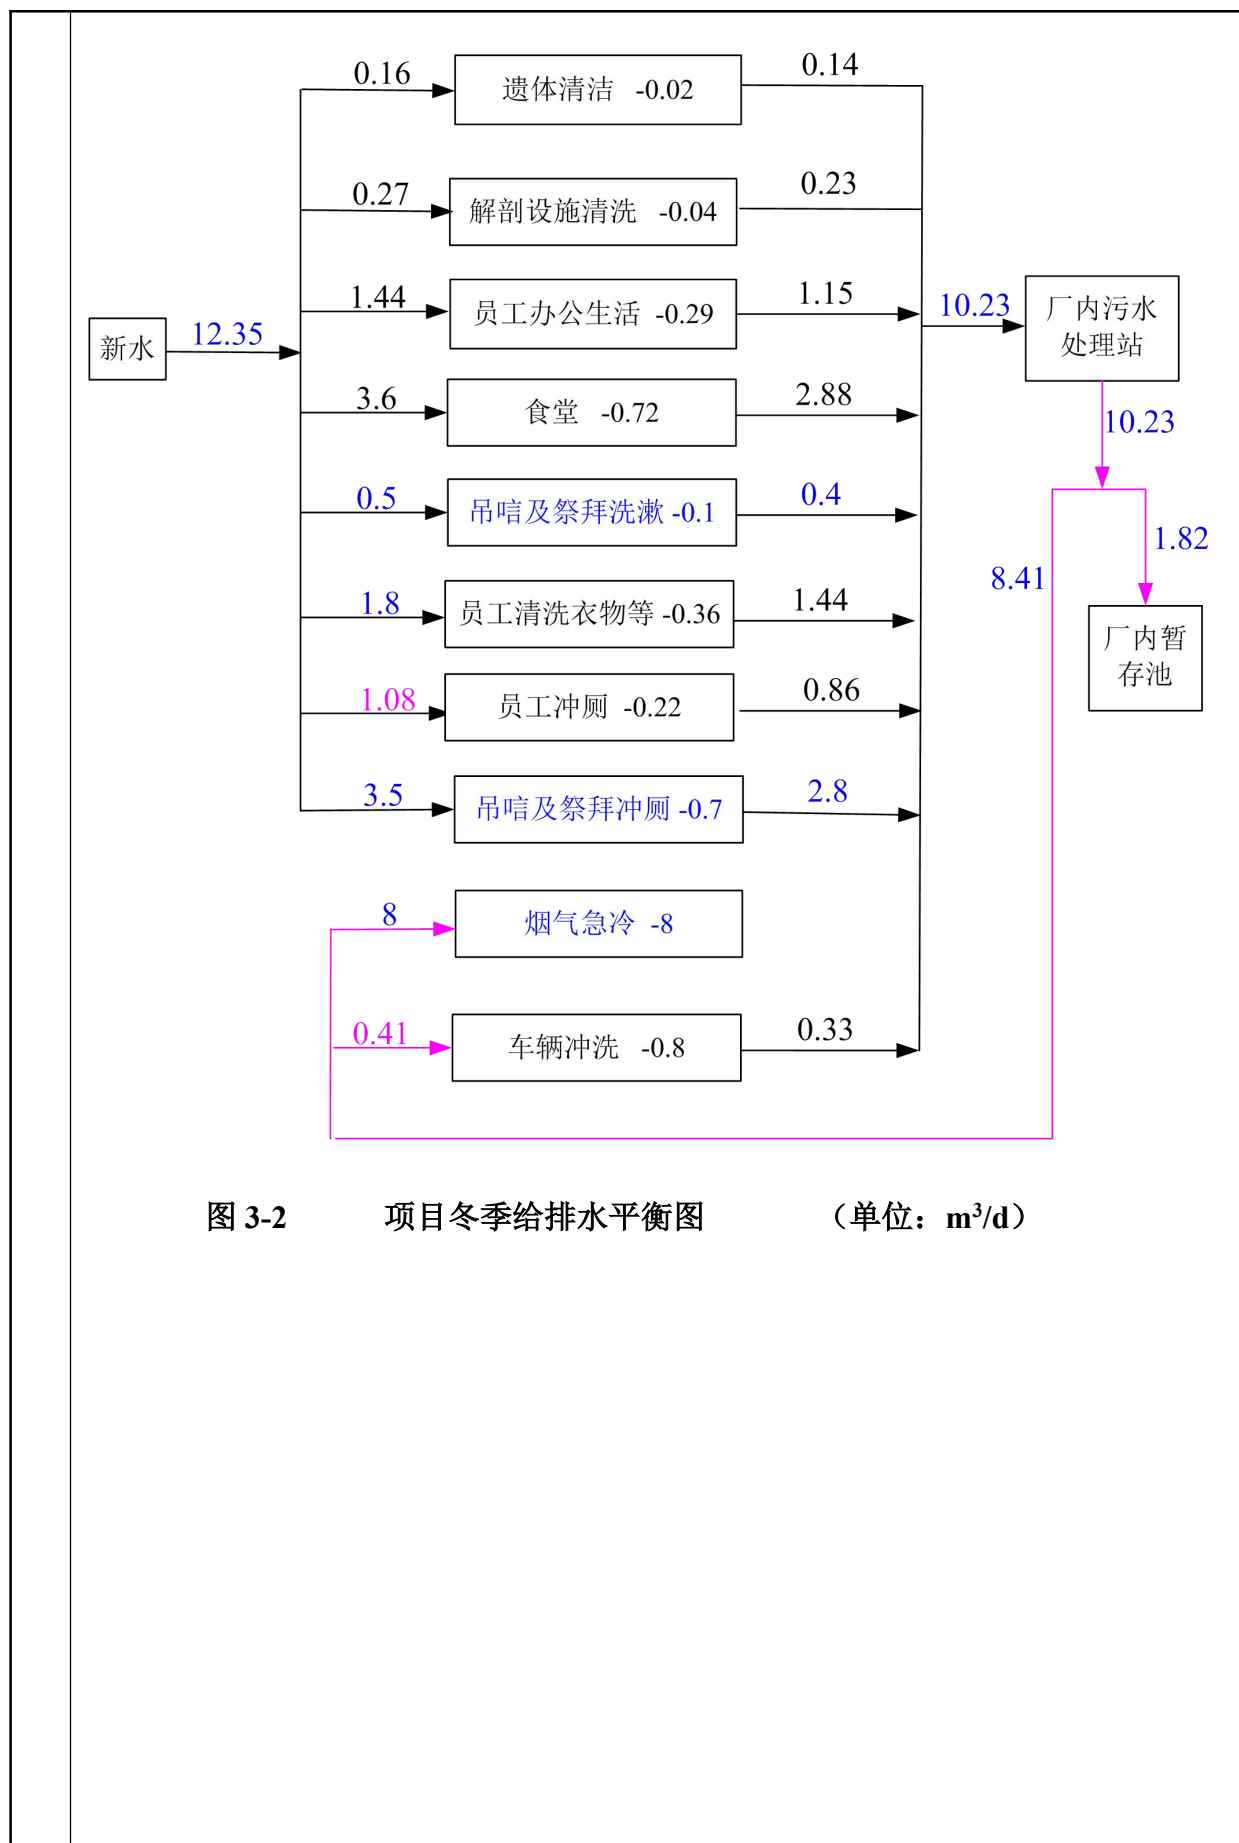 0.16
遗体清洁 -0.02
0.14
0.27
解剖设施清洗 -0.04
0.23
1.44
员工办公生活 -0.29
1.15
10.23
厂内污水
处理站
新水
12.35
3.6
食堂 -0.72
2.88
10.23
0.5
吊唁及祭拜洗漱 -0.1
0.4
1.82
8.41
1.8
员工清洗衣物等 -0.36
1.44
厂内暂
存池
1.08
员工冲厕 -0.22
0.86
3.5
吊唁及祭拜冲厕 -0.7
2.8
8
烟气急冷 -8
0.41
车辆冲洗 -0.8
0.33
图 3-2 项目冬季给排水平衡图 （单位：m³/d）